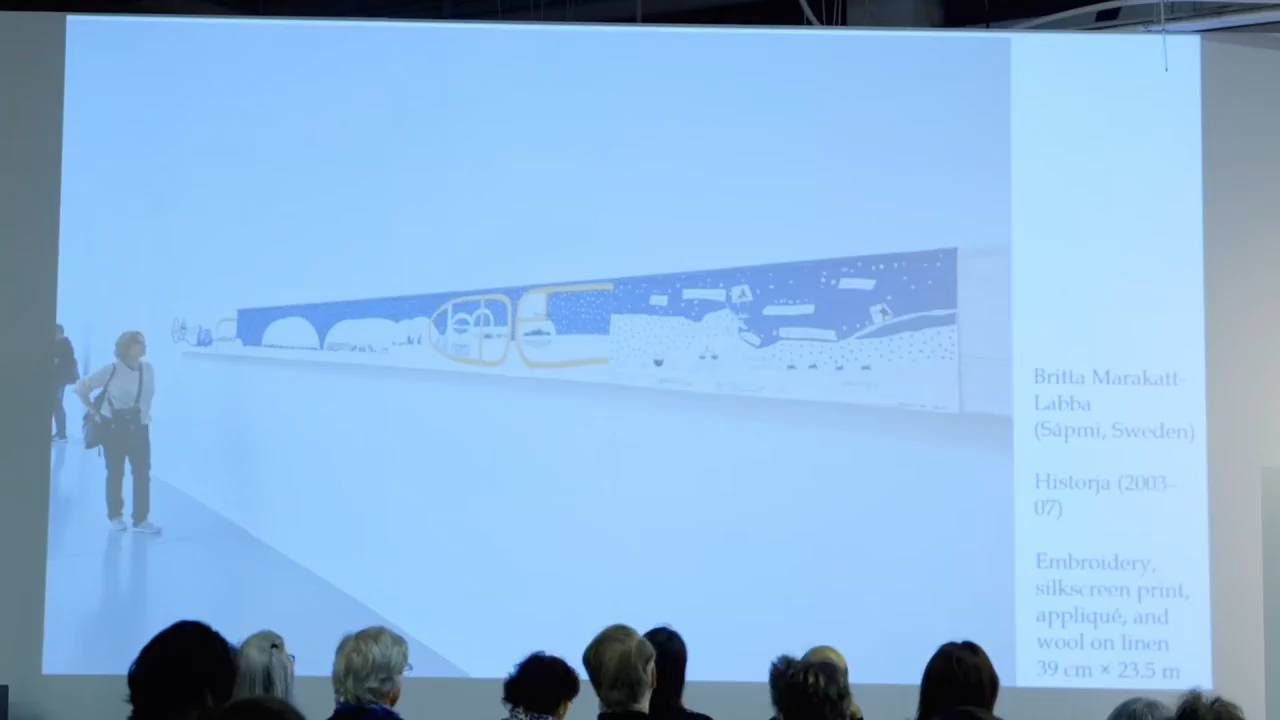 Britta Marakatt-
Labba
(Såpmi, Sweden)
Historja (2003-
07)
Embroidery,
silkscreen print,
appliqué, and
wool on linen
39 cm × 23.5 m